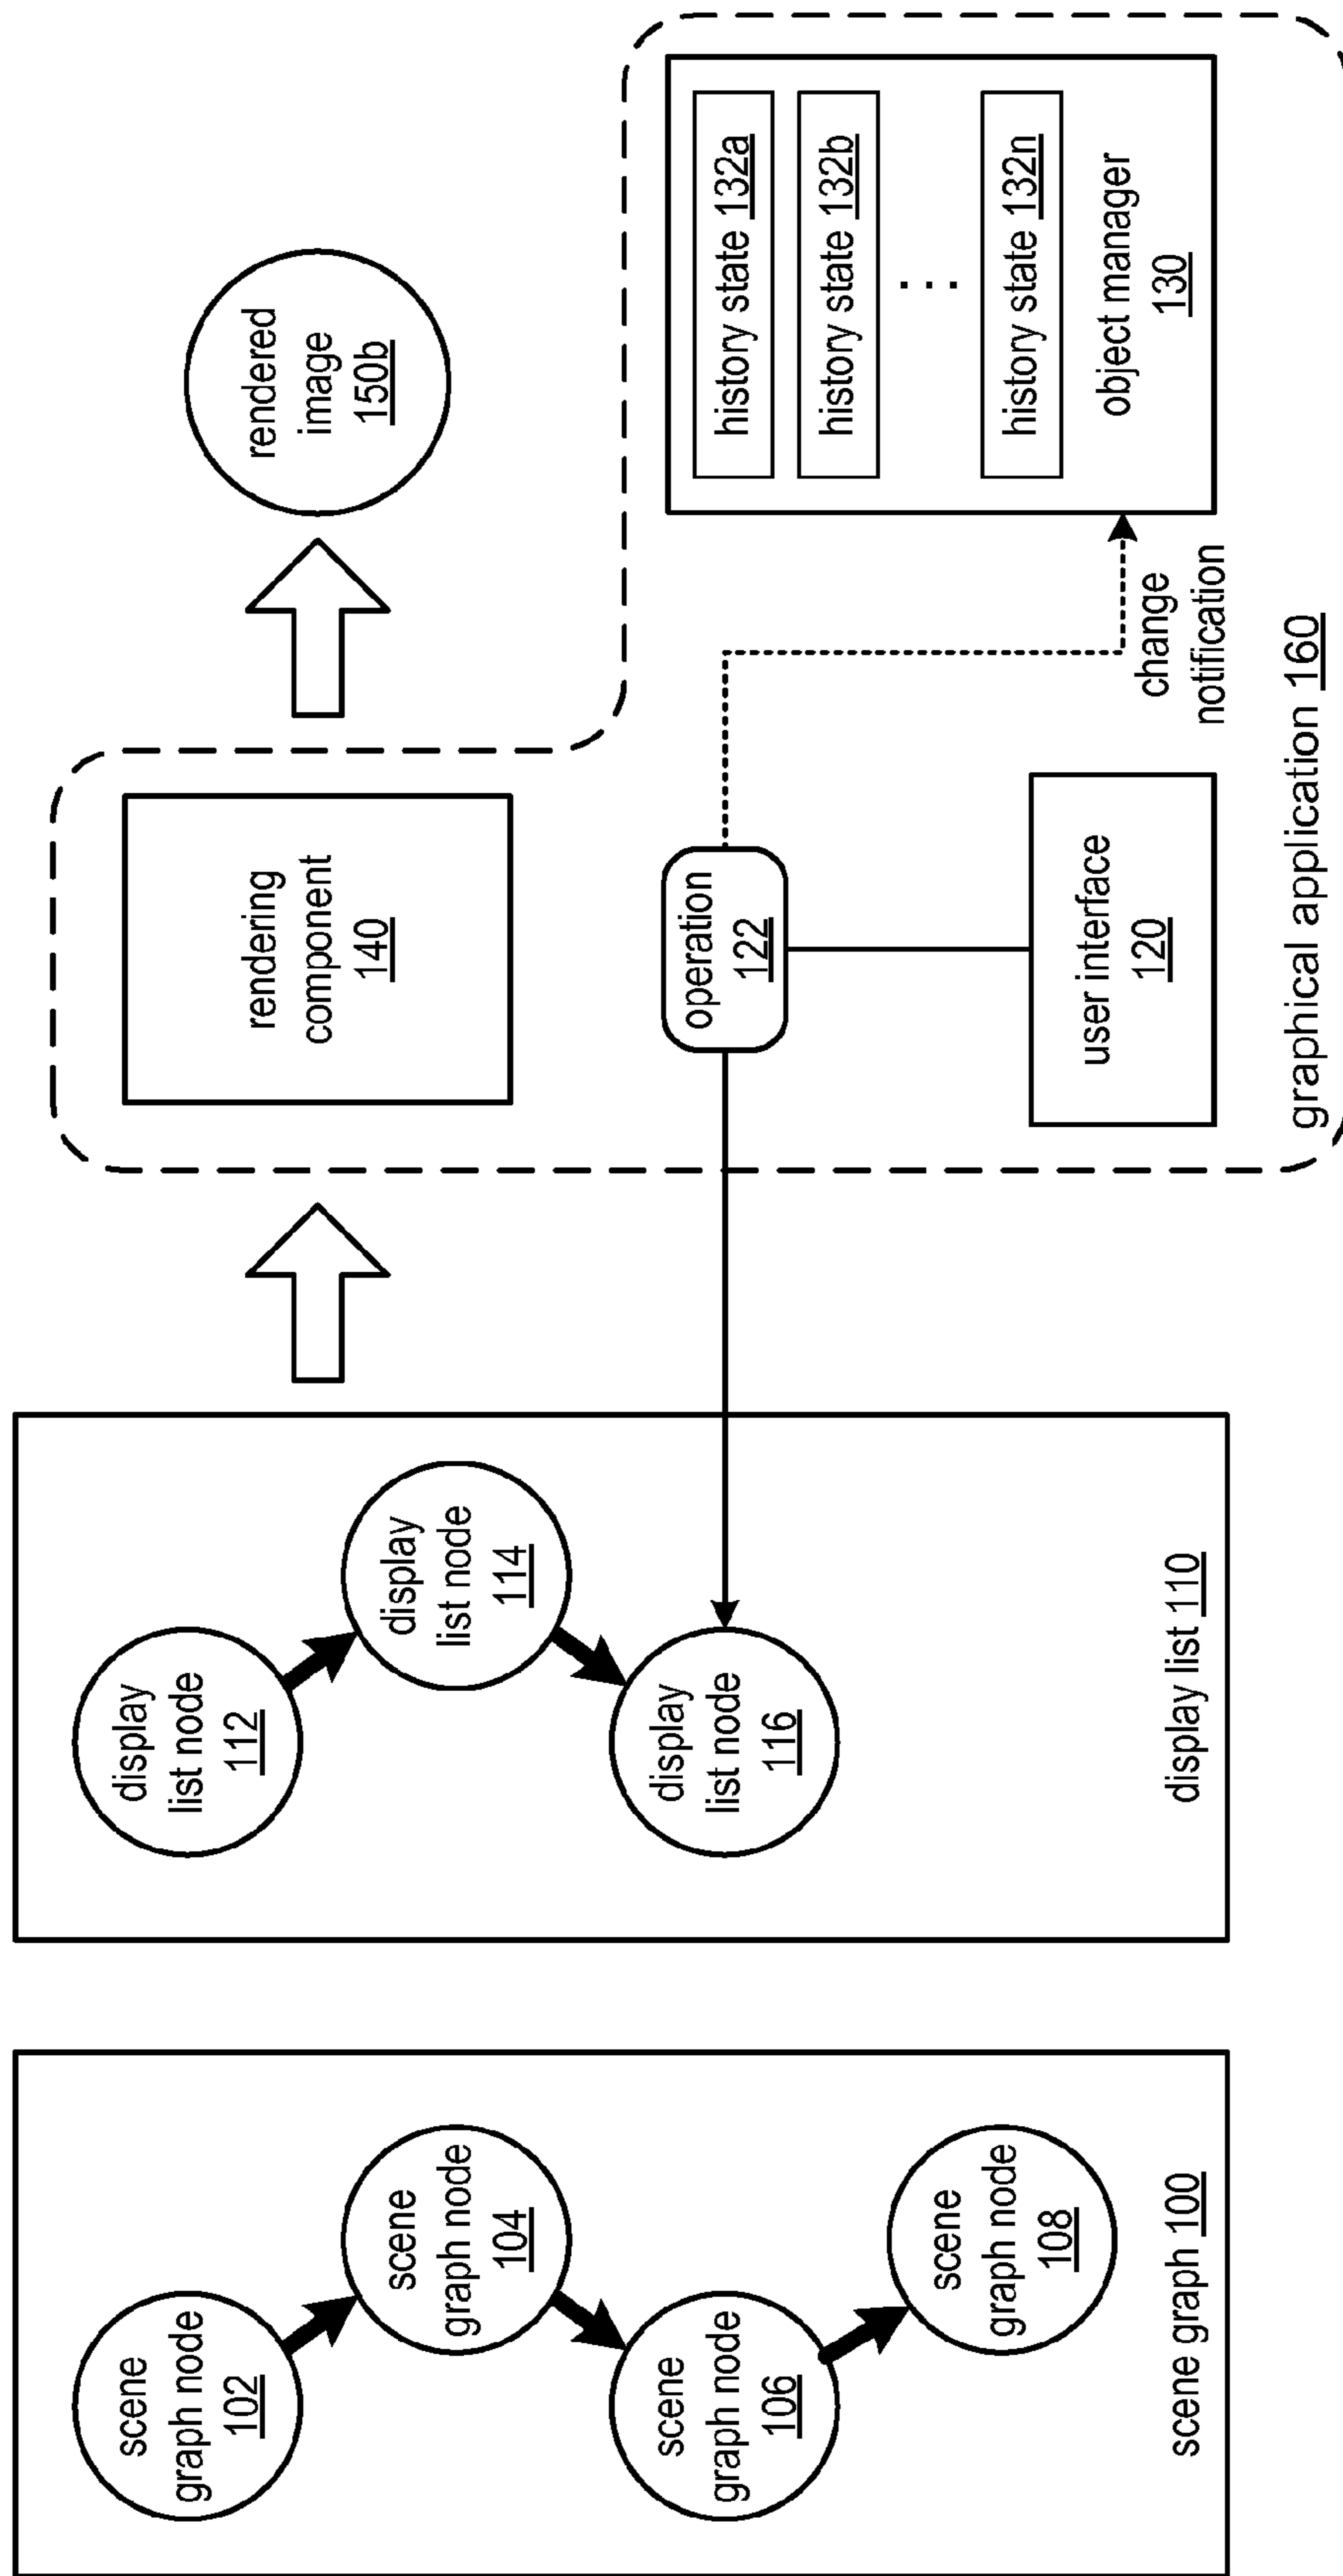 scene
graph node
102
scene
graph node
104
scene
graph node
106
scene
graph node
108
scene graph 100
display
list node
112
display
list node
114
display
list node
116
display list 110
rendering
component
140
rendered
image
150b
operation
122
user interface
120
change
notification
history state 132a
history state 132b
...
history state 132n
object manager
130
graphical application 160